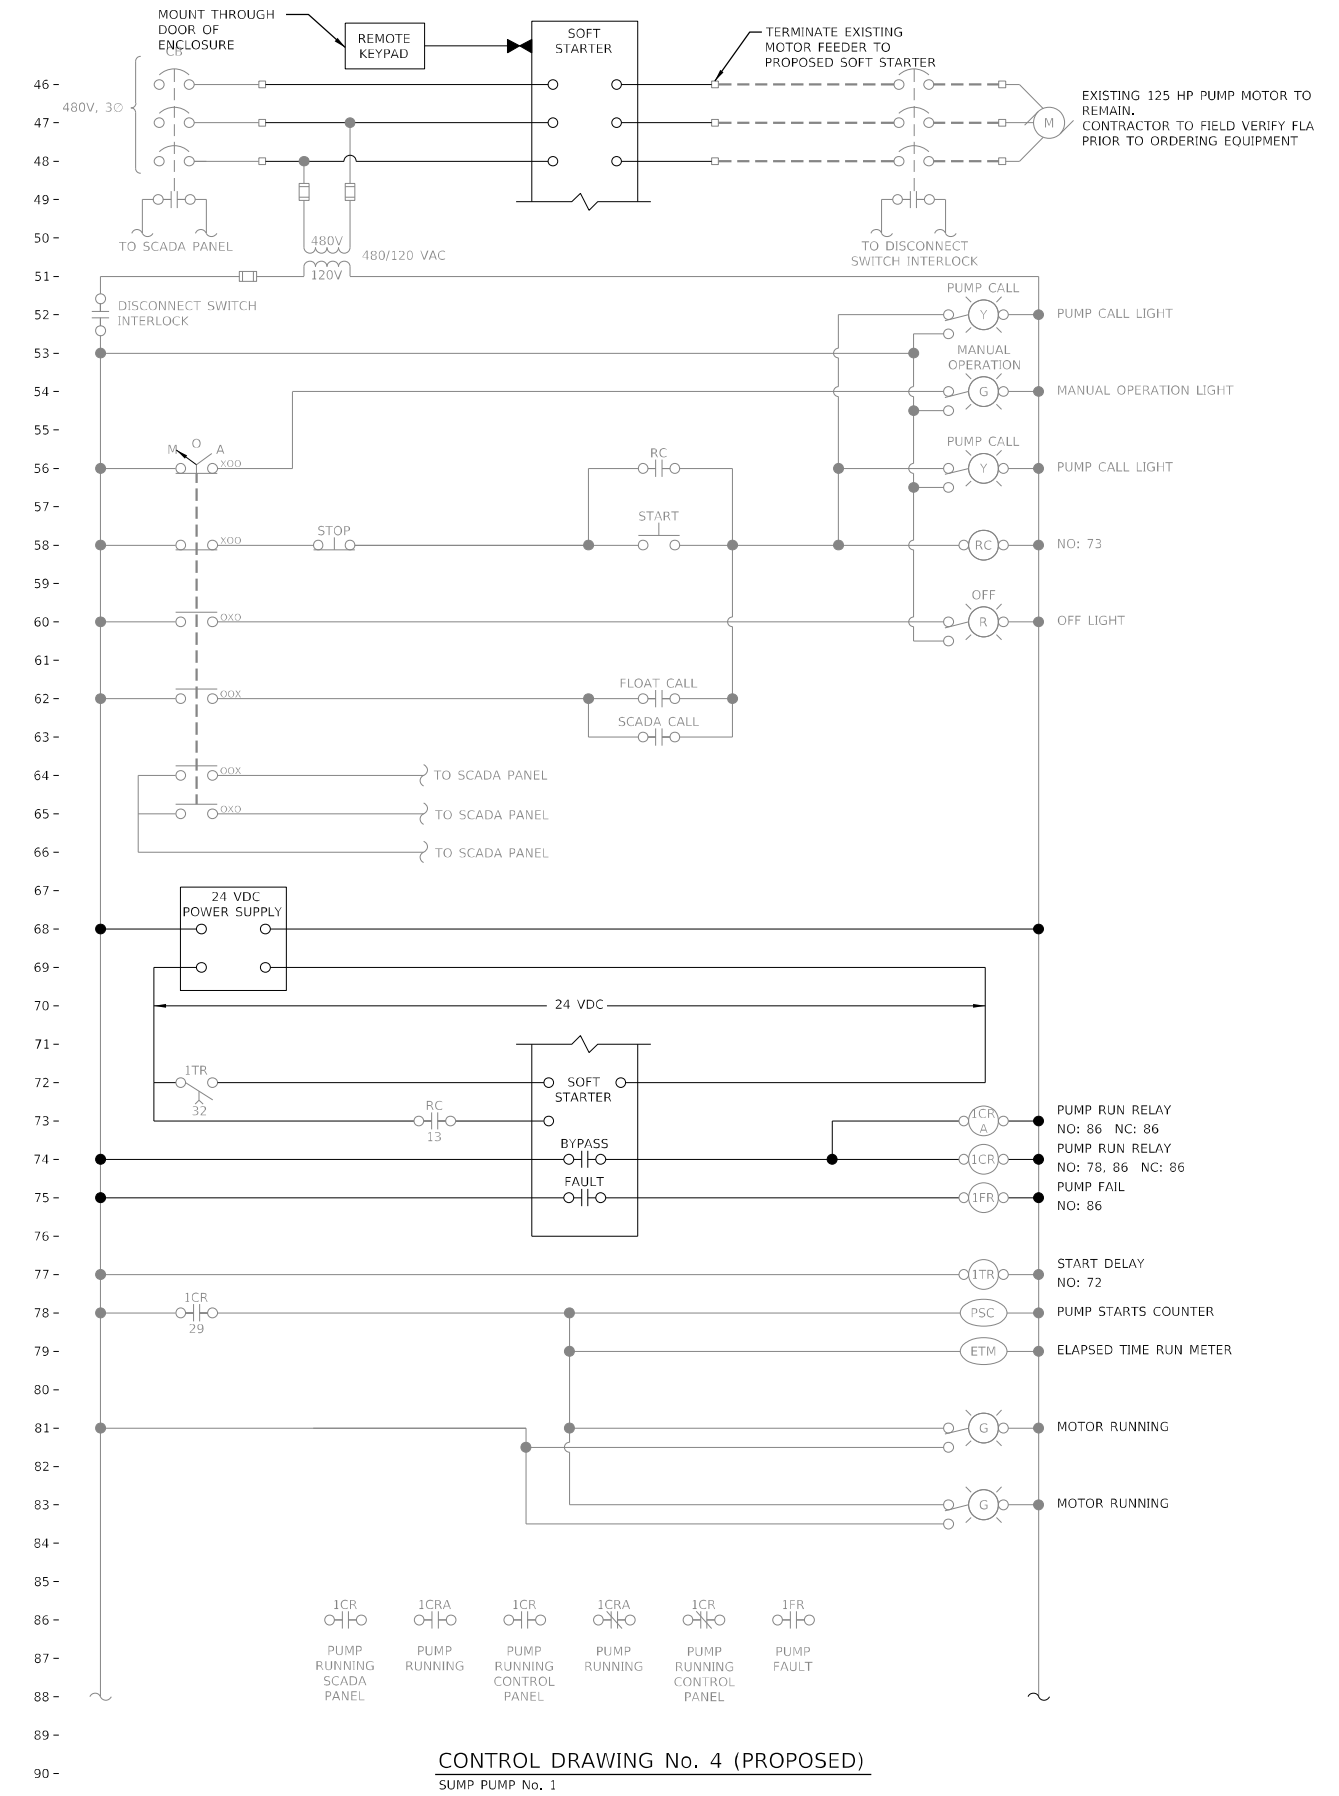 MOUNT THROUGH
DOOR OF
ENCLOSURE
CB
REMOTE
KEYPAD
SOFT
STARTER
TERMINATE EXISTING
MOTOR FEEDER TO
PROPOSED SOFT STARTER
46
480V, 3∅
EXISTING 125 HP PUMP MOTOR TO
REMAIN.
CONTRACTOR TO FIELD VERIFY FLA
PRIOR TO ORDERING EQUIPMENT
47
M
48
49
50
TO SCADA PANEL
480V
480/120 VAC
120V
TO DISCONNECT
SWITCH INTERLOCK
51
DISCONNECT SWITCH
INTERLOCK
PUMP CALL
52
Y
PUMP CALL LIGHT
53
MANUAL
OPERATION
54
G
MANUAL OPERATION LIGHT
55
M O A
XOO
RC
PUMP CALL
56
Y
PUMP CALL LIGHT
57
START
58
XOO
STOP
RC
NO: 73
59
OFF
60
OXO
R
OFF LIGHT
61
FLOAT CALL
62
OOX
SCADA CALL
63
64
OOX
TO SCADA PANEL
65
OXO
TO SCADA PANEL
66
TO SCADA PANEL
67
24 VDC
POWER SUPPLY
68
69
70
24 VDC
71
1TR
72
32
SOFT
STARTER
RC
73
13
1CR
A
PUMP RUN RELAY
NO: 86 NC: 86
BYPASS
74
1CR
PUMP RUN RELAY
NO: 78, 86 NC: 86
FAULT
75
1FR
PUMP FAIL
NO: 86
76
77
1TR
START DELAY
NO: 72
1CR
78
29
PSC
PUMP STARTS COUNTER
79
ETM
ELAPSED TIME RUN METER
80
81
G
MOTOR RUNNING
82
83
G
MOTOR RUNNING
84
85
1CR 1CRA 1CR 1CRA 1CR 1FR
86
PUMP
RUNNING
SCADA
PANEL
PUMP
RUNNING
PUMP
RUNNING
CONTROL
PANEL
PUMP
RUNNING
PUMP
RUNNING
CONTROL
PANEL
PUMP
FAULT
87
88
89
90
CONTROL DRAWING No. 4 (PROPOSED)
SUMP PUMP No. 1